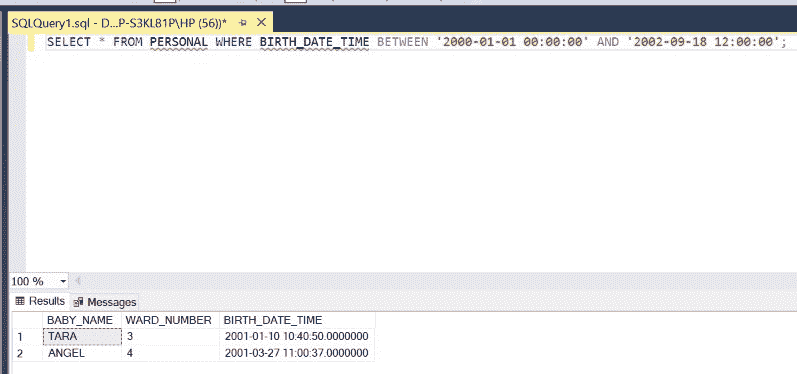 SQLQuery1.sql - D...P-S3KL81P\HP (56))*
SELECT * FROM PERSONAL WHERE BIRTH_DATE_TIME BETWEEN '2000-01-01 00:00:00' AND '2002-09-18 12:00:00';
100 %
Results Messages
BABY_NAME WARD_NUMBER BIRTH_DATE_TIME
1 TARA 3 2001-01-10 10:40:50.0000000
2 ANGEL 4 2001-03-27 11:00:37.0000000